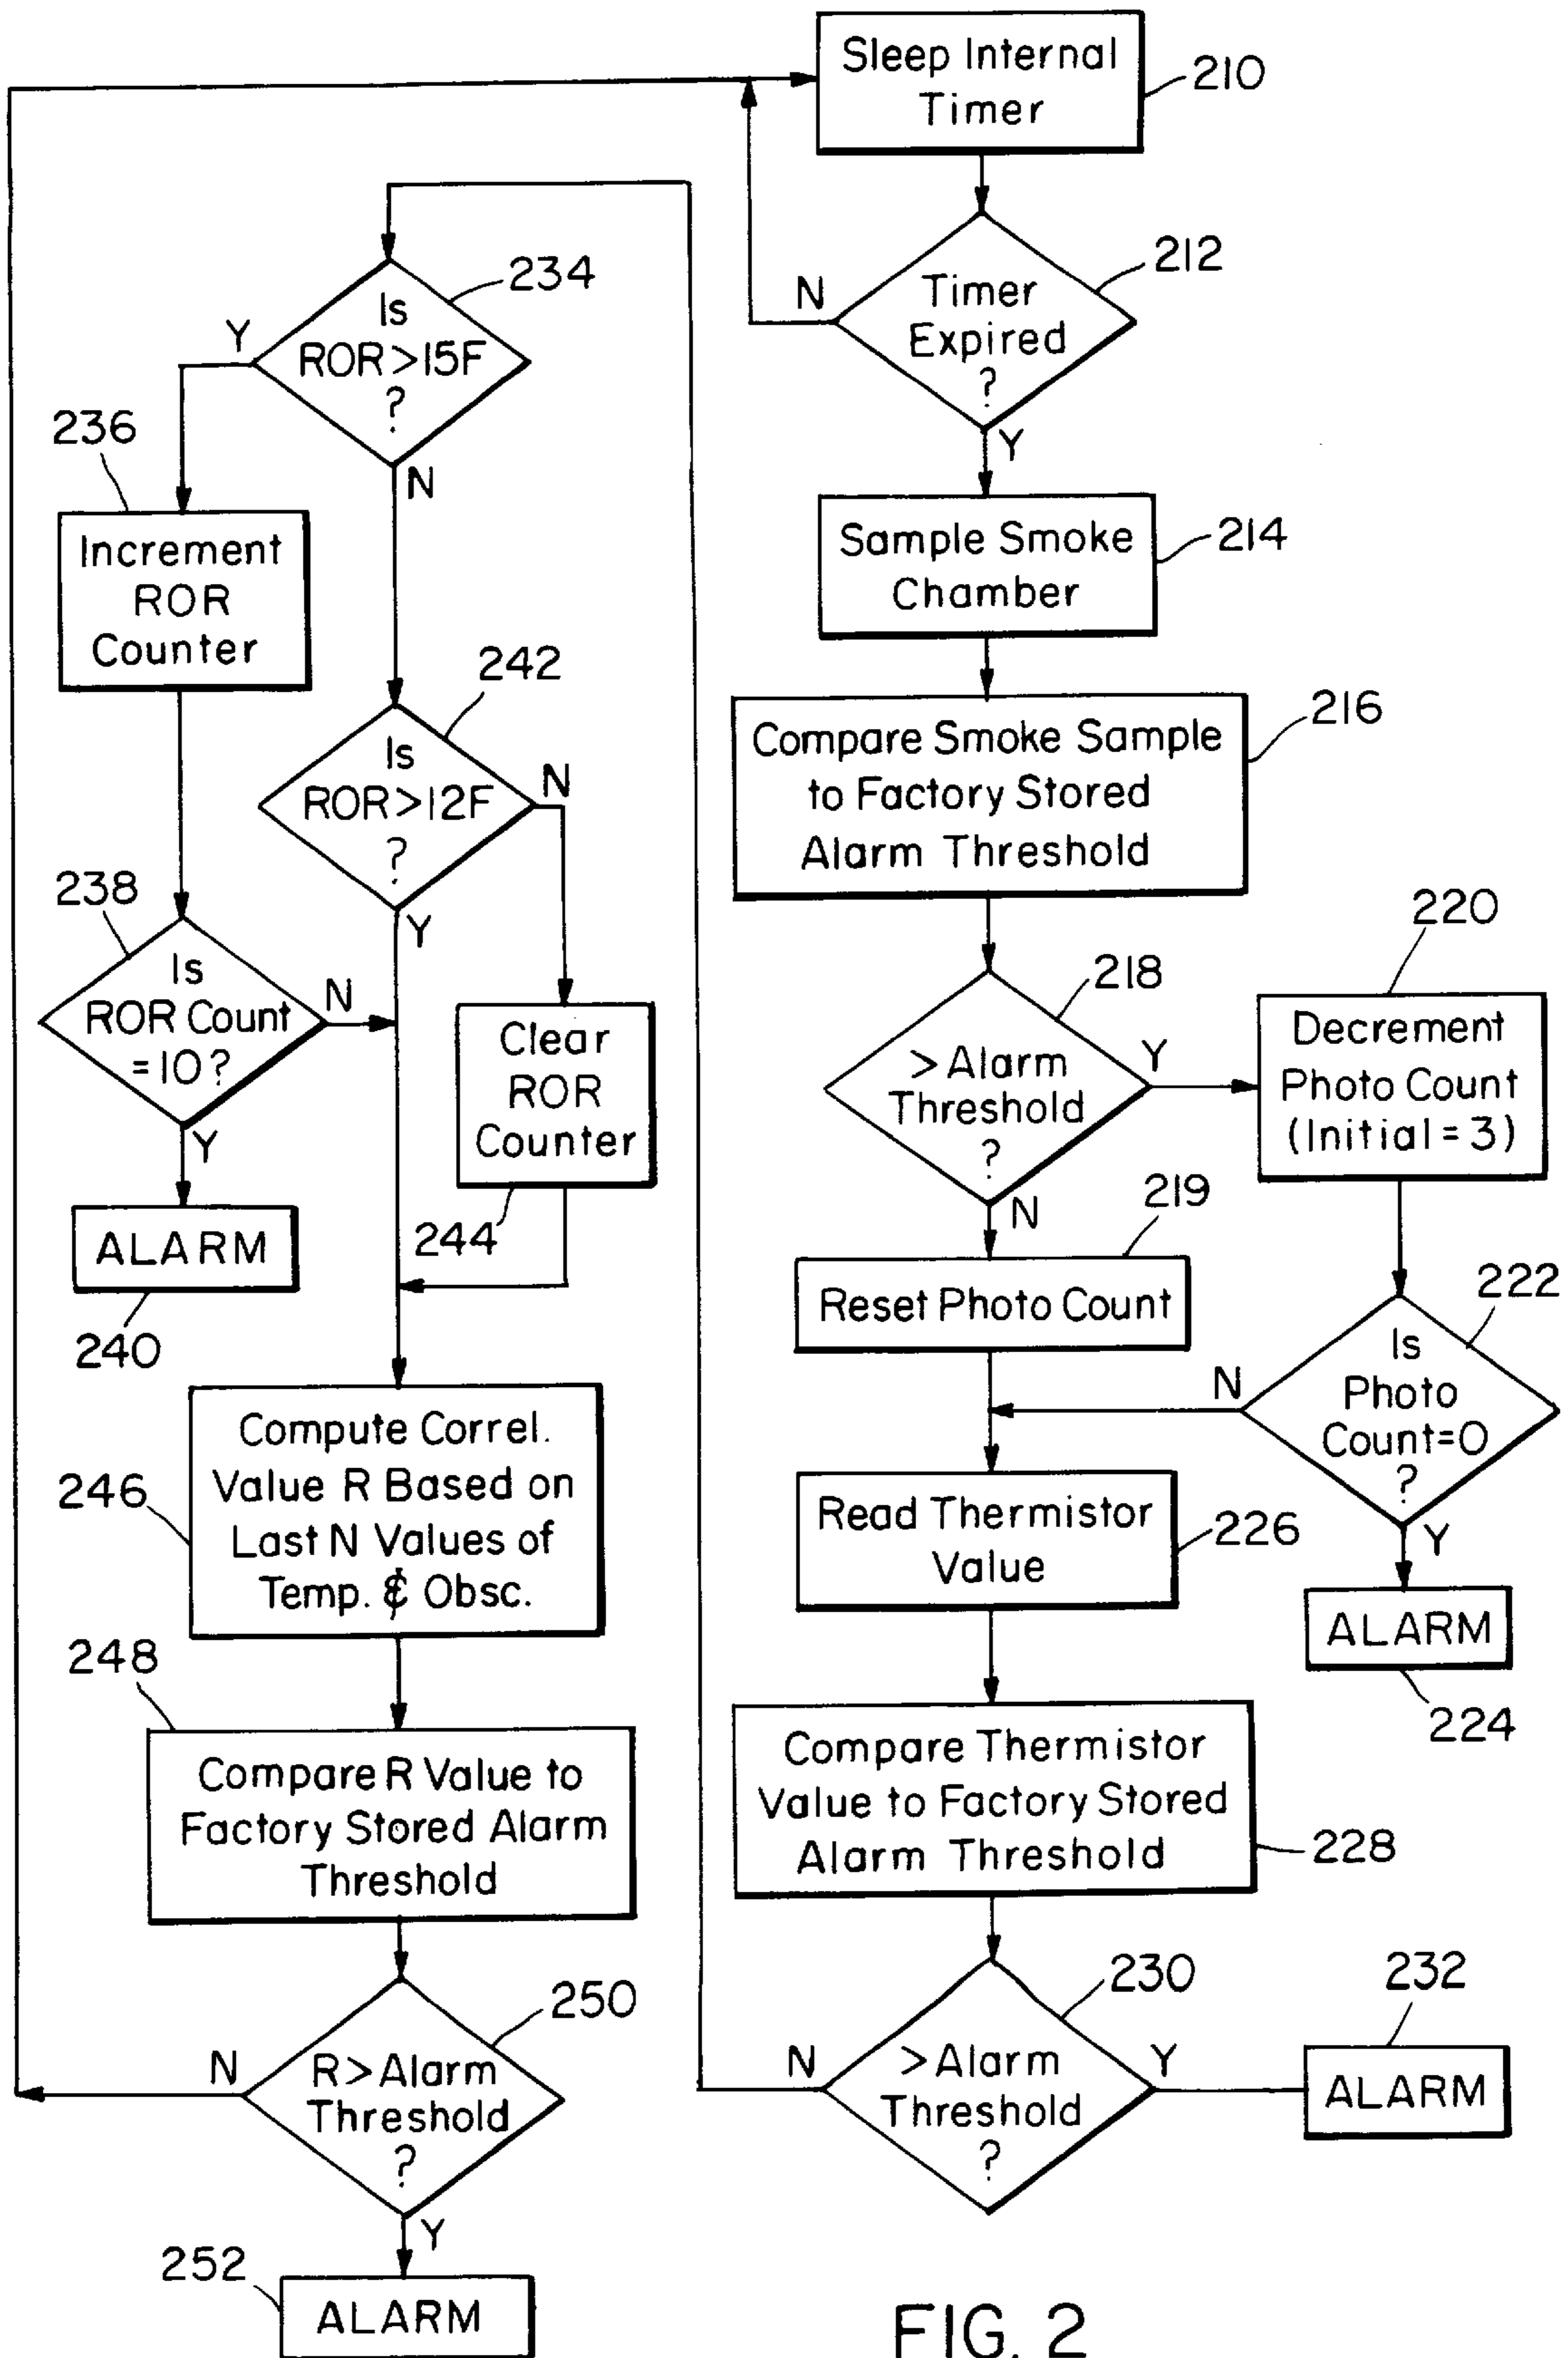 Sleep Internal
Timer
210
Timer
Expired
?
212
N
Y
Sample Smoke
Chamber
214
Compare Smoke Sample
to Factory Stored
Alarm Threshold
216
> Alarm
Threshold
?
218
Y
N
Decrement
Photo Count
(Initial = 3)
220
Reset Photo Count
219
Is
Photo
Count=0
?
222
N
Y
ALARM
224
Read Thermistor
Value
226
Compare Thermistor
Value to Factory Stored
Alarm Threshold
228
> Alarm
Threshold
?
230
N
Y
ALARM
232
Is
ROR>15F
?
234
Y
N
Increment
ROR
Counter
236
Is
ROR Count
=10?
238
N
Y
ALARM
240
Is
ROR>12F
?
242
N
Y
Clear
ROR
Counter
244
Compute Correl.
Value R Based on
Last N Values of
Temp. & Obsc.
246
Compare R Value to
Factory Stored Alarm
Threshold
248
R > Alarm
Threshold
?
250
N
Y
ALARM
252
FIG. 2